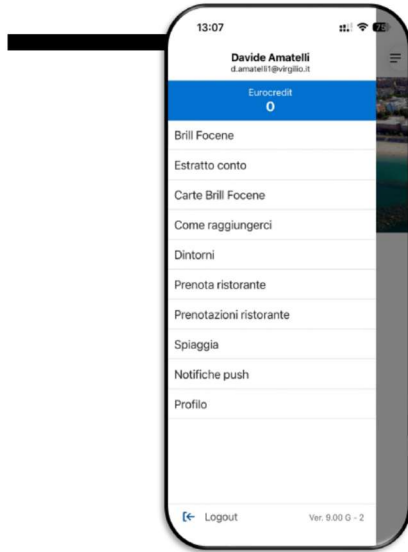 13:07
75
Davide Amatelli
d.amatelli1@virgilio.it
Eurocredit
0
Brill Focene
Estratto conto
Carte Brill Focene
Come raggiungerci
Dintorni
Prenota ristorante
Prenotazioni ristorante
Spiaggia
Notifiche push
Profilo
Logout
Ver. 9.00 G - 2